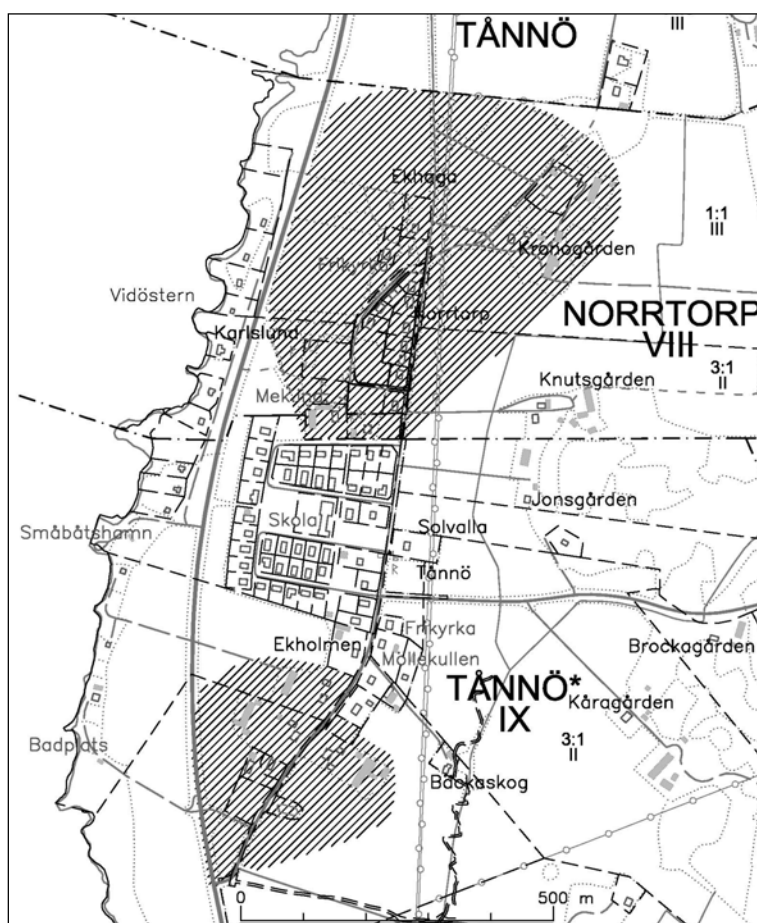 TÅNNÖ
III
Ekhaga
1:1
III
Kronogården
Frikyrka
Vidöstern
Norrtorp
NORRTORP
VIII
Karlslund
3:1
II
Knutsgården
Jonsgården
Skola
Solvalla
Småbåtshamn
Tånnö
Frikyrka
Ekholmen
Möllekullen
Brockagården
TÅNNÖ*
IX
Kåragården
3:1
II
Badplats
Backaskog
0
500 m